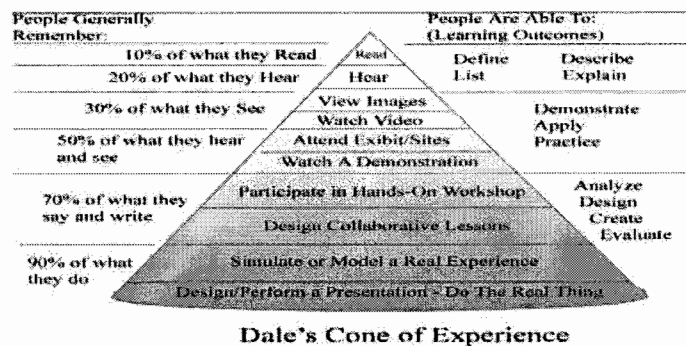 People Generally
Remember:
10% of what they Read
20% of what they Hear
30% of what they See
50% of what they hear
and see
70% of what they
say and write
90% of what
they do
Read
Hear
View Images
Watch Video
Attend Exibit/Sites
Watch A Demonstration
Participate in Hands-On Workshop
Design Collaborative Lessons
Simulate or Model a Real Experience
Design/Perform a Presentation - Do The Real Thing
People Are Able To:
(Learning Outcomes)
Define Describe
List Explain
Demonstrate
Apply
Practice
Analyze
Design
Create
Evaluate
Dale's Cone of Experience